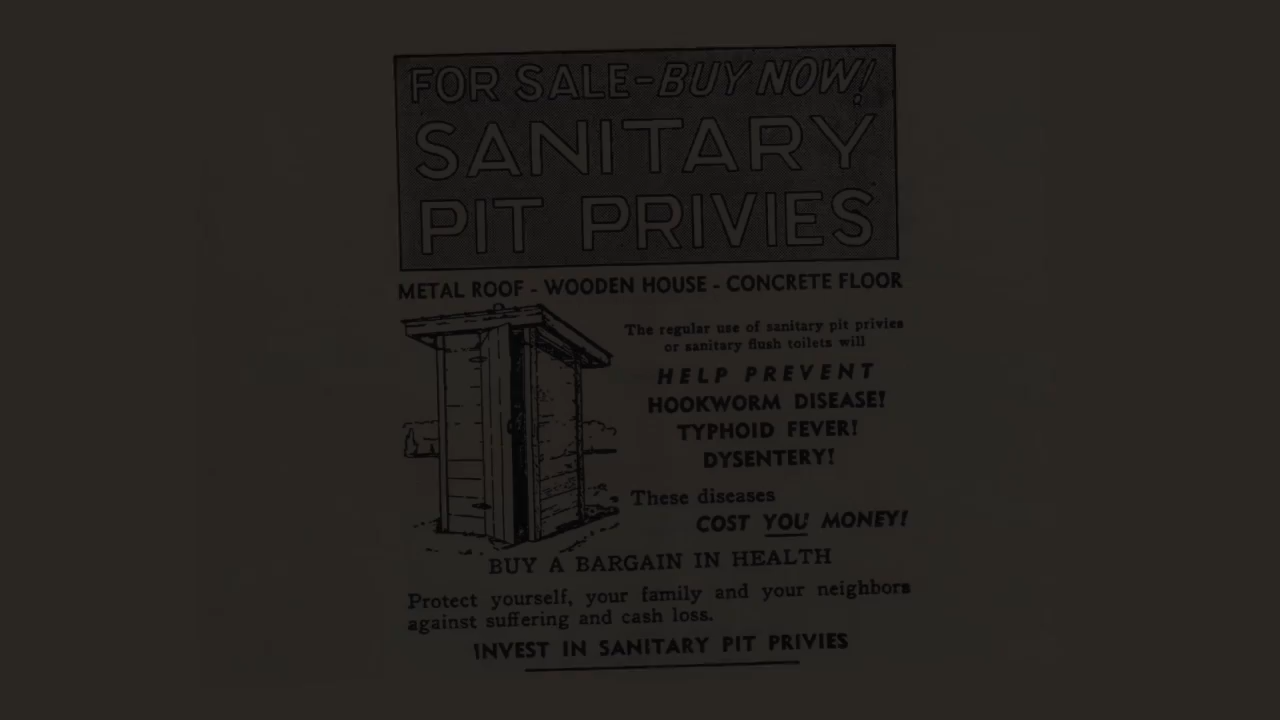 FOR SALE-BUY NOW!
SANITARY
PIT PRIVIES
METAL ROOF - WOODEN HOUSE - CONCRETE FLOOR
The regular use of sanitary pit privies
or sanitary flush toilets will
HELP PREVENT
HOOKWORM DISEASE!
TYPHOID FEVER!
DYSENTERY!
These diseases
COST YOU MONEY!
BUY A BARGAIN IN HEALTH
Protect yourself, your family and your neighbors
against suffering and cash loss.
INVEST IN SANITARY PIT PRIVIES